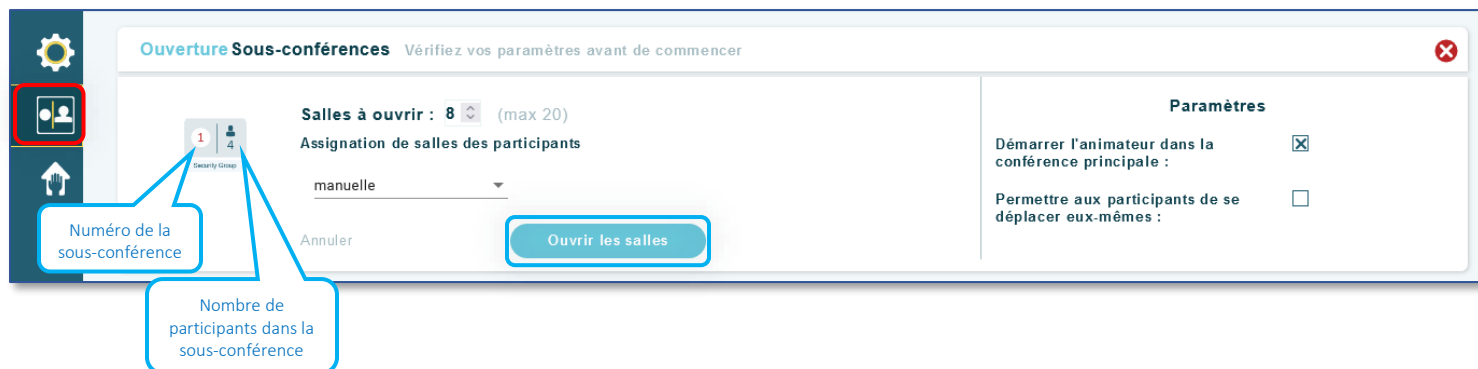 Ouverture Sous-conférences Vérifiez vos paramètres avant de commencer
Salles à ouvrir : 8 (max 20)
Assignation de salles des participants
manuelle
Annuler
Ouvrir les salles
1
4
Security Group
Numéro de la
sous-conférence
Nombre de
participants dans la
sous-conférence
Paramètres
Démarrer l'animateur dans la
conférence principale :
Permettre aux participants de se
déplacer eux-mêmes :